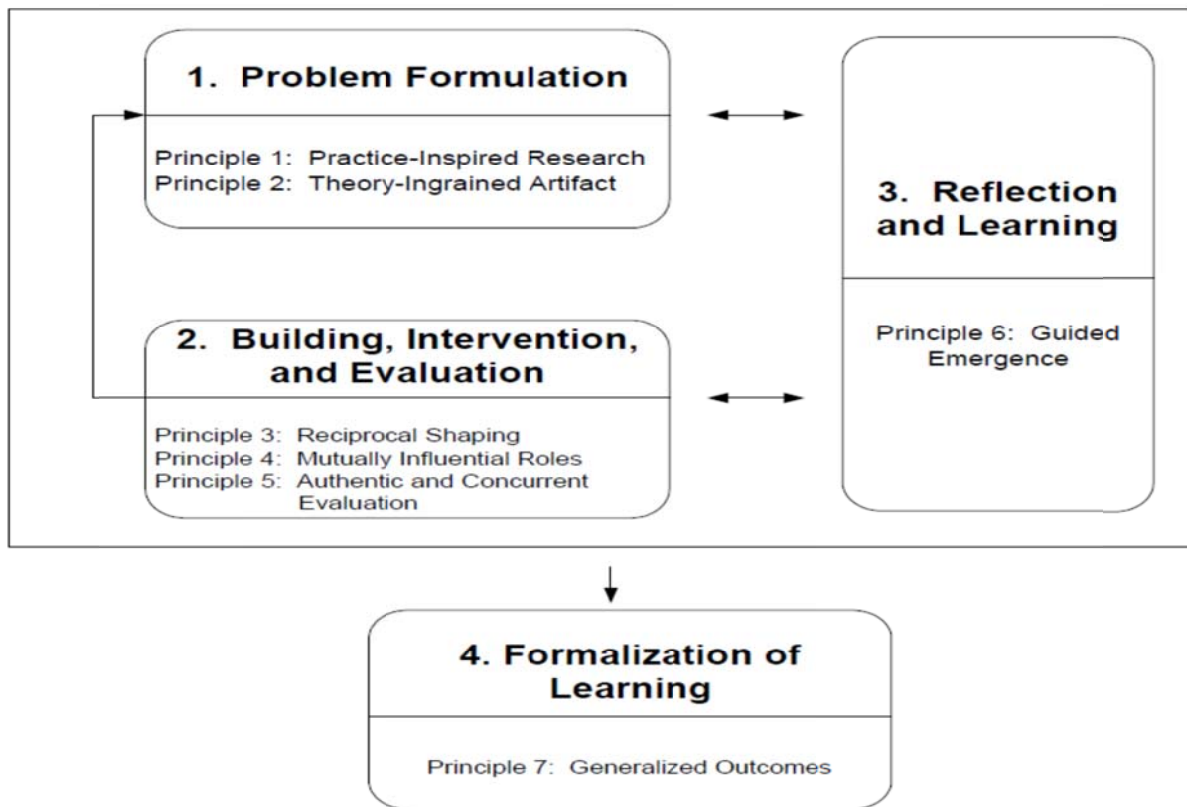 1. Problem Formulation
Principle 1: Practice-Inspired Research
Principle 2: Theory-Ingrained Artifact
2. Building, Intervention,
and Evaluation
Principle 3: Reciprocal Shaping
Principle 4: Mutually Influential Roles
Principle 5: Authentic and Concurrent
Evaluation
3. Reflection
and Learning
Principle 6: Guided
Emergence
4. Formalization of
Learning
Principle 7: Generalized Outcomes